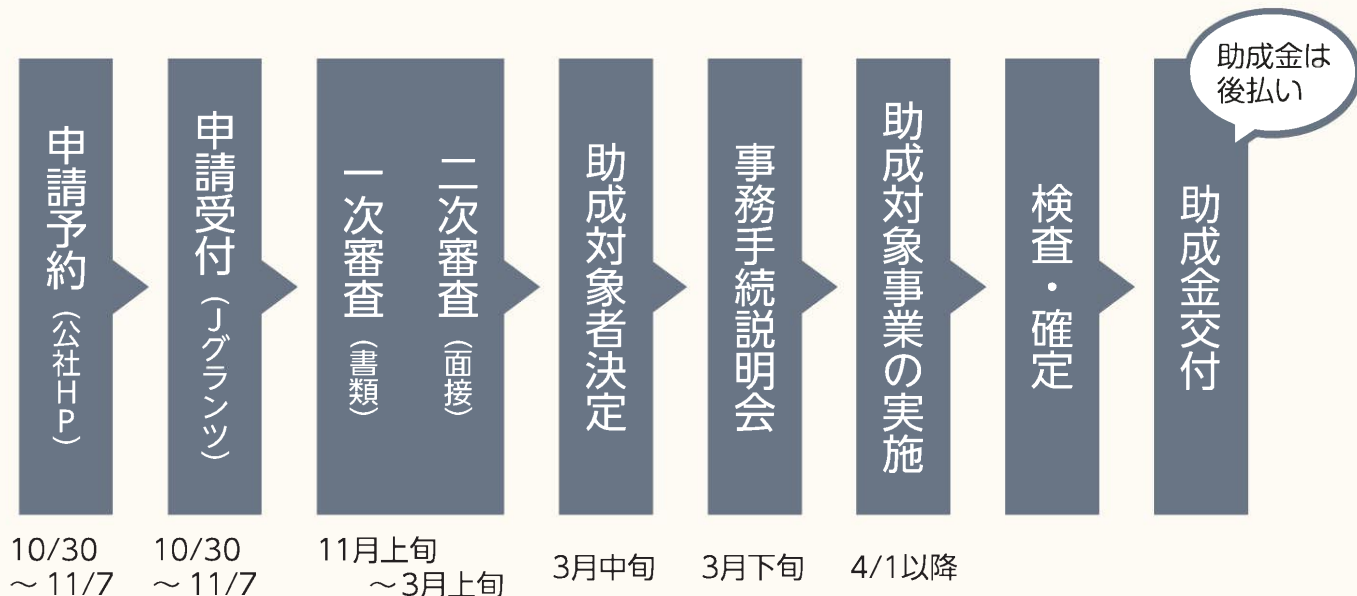 申請予約（公社HP）
10/30
～ 11/7
申請受付（Jグランツ）
10/30
～ 11/7
一次審査（書類）
二次審査（面接）
11月上旬
～3月上旬
助成対象者決定
3月中旬
事務手続説明会
3月下旬
助成対象事業の実施
4/1以降
検査・確定
助成金交付
助成金は
後払い